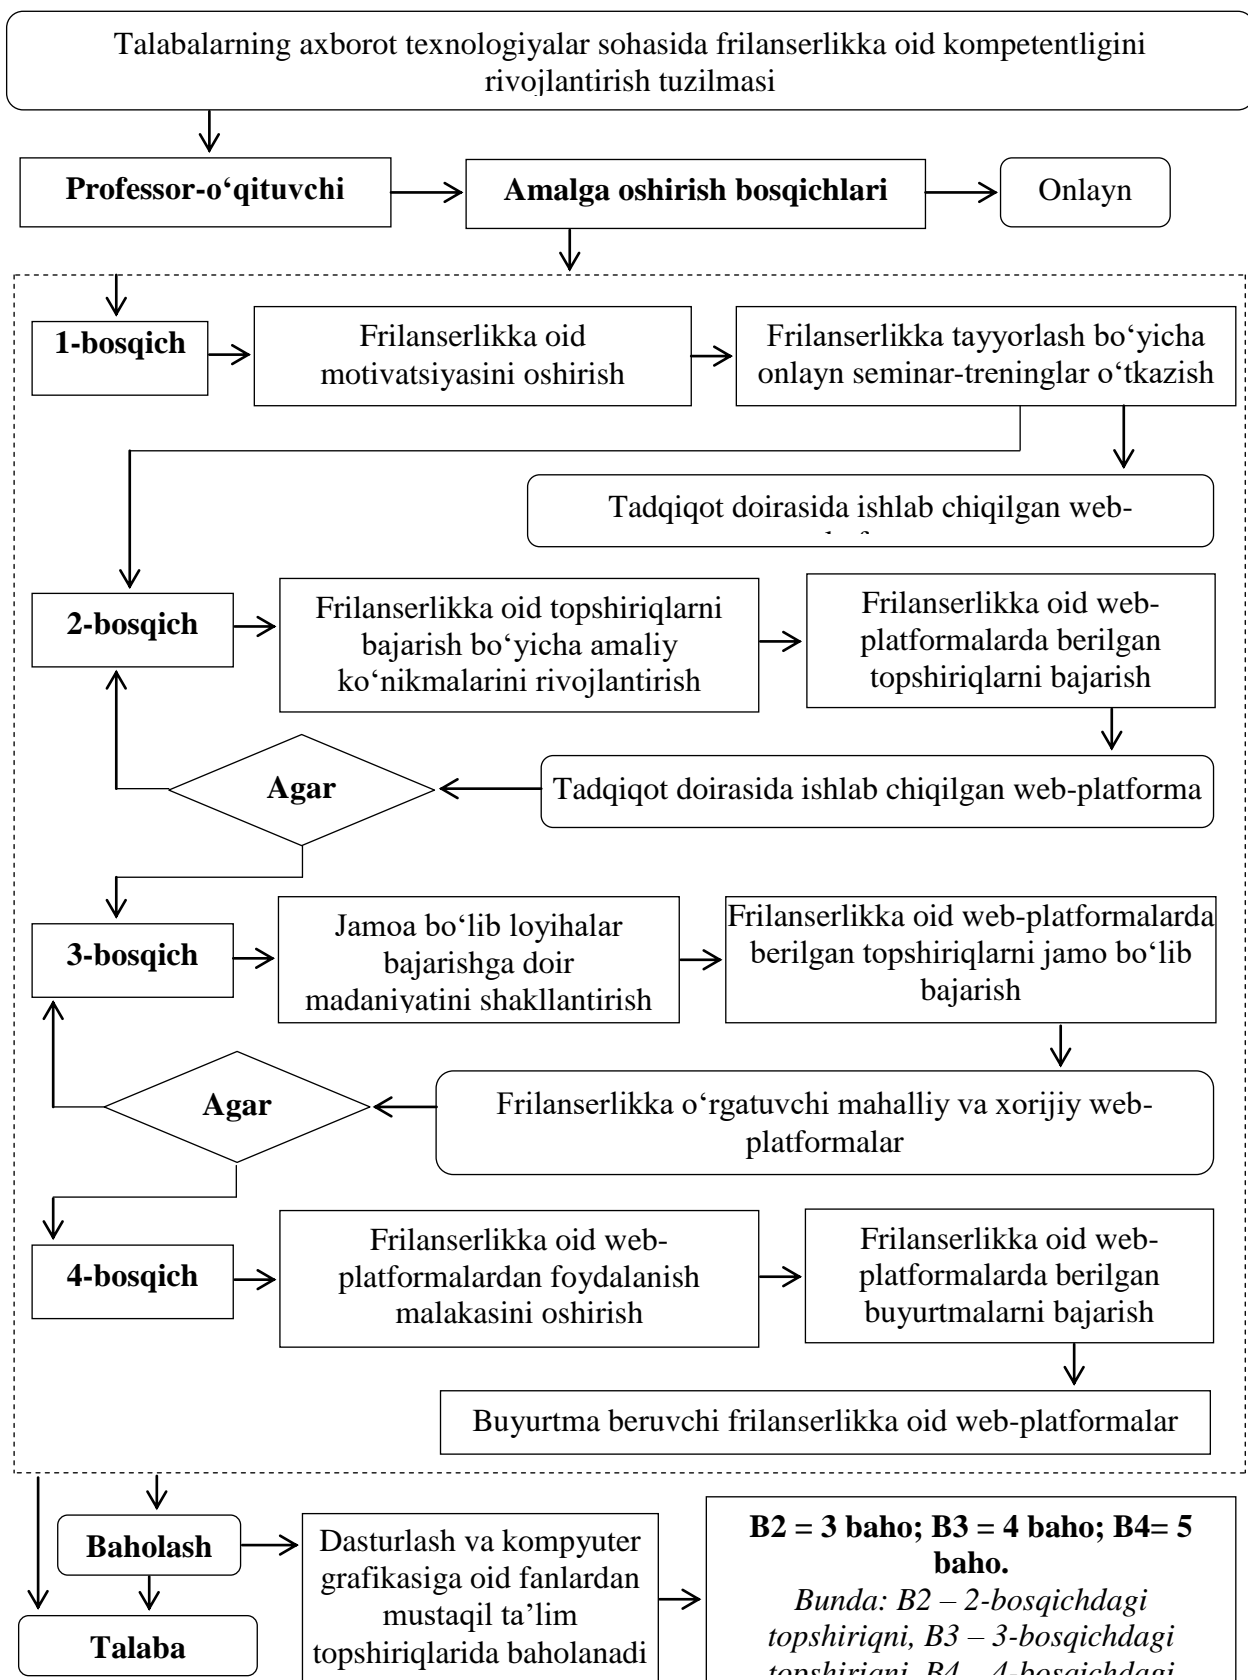 Talabalarning axborot texnologiyalar sohasida frilanserlikka oid kompetentligini
rivojlantirish tuzilmasi
Professor-o‘qituvchi
Amalga oshirish bosqichlari
Onlayn
1-bosqich
Frilanserlikka oid
motivatsiyasini oshirish
Frilanserlikka tayyorlash bo‘yicha
onlayn seminar-treninglar o‘tkazish
Tadqiqot doirasida ishlab chiqilgan web-
2-bosqich
Frilanserlikka oid topshiriqlarni
bajarish bo‘yicha amaliy
ko‘nikmalarini rivojlantirish
Frilanserlikka oid web-
platformalarda berilgan
topshiriqlarni bajarish
Agar
Tadqiqot doirasida ishlab chiqilgan web-platforma
3-bosqich
Jamoa bo‘lib loyihalar
bajarishga doir
madaniyatini shakllantirish
Frilanserlikka oid web-platformalarda
berilgan topshiriqlarni jamo bo‘lib
bajarish
Agar
Frilanserlikka o‘rgatuvchi mahalliy va xorijiy web-
platformalar
4-bosqich
Frilanserlikka oid web-
platformalardan foydalanish
malakasini oshirish
Frilanserlikka oid web-
platformalarda berilgan
buyurtmalarni bajarish
Buyurtma beruvchi frilanserlikka oid web-platformalar
Baholash
Talaba
Dasturlash va kompyuter
grafikasiga oid fanlardan
mustaqil ta’lim
topshiriqlarida baholanadi
B2 = 3 baho; B3 = 4 baho; B4= 5
baho.
Bunda: B2 – 2-bosqichdagi
topshiriqni, B3 – 3-bosqichdagi
topshiriqni, B4 – 4-bosqichdagi